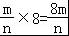 m/n × 8 = 8m/n